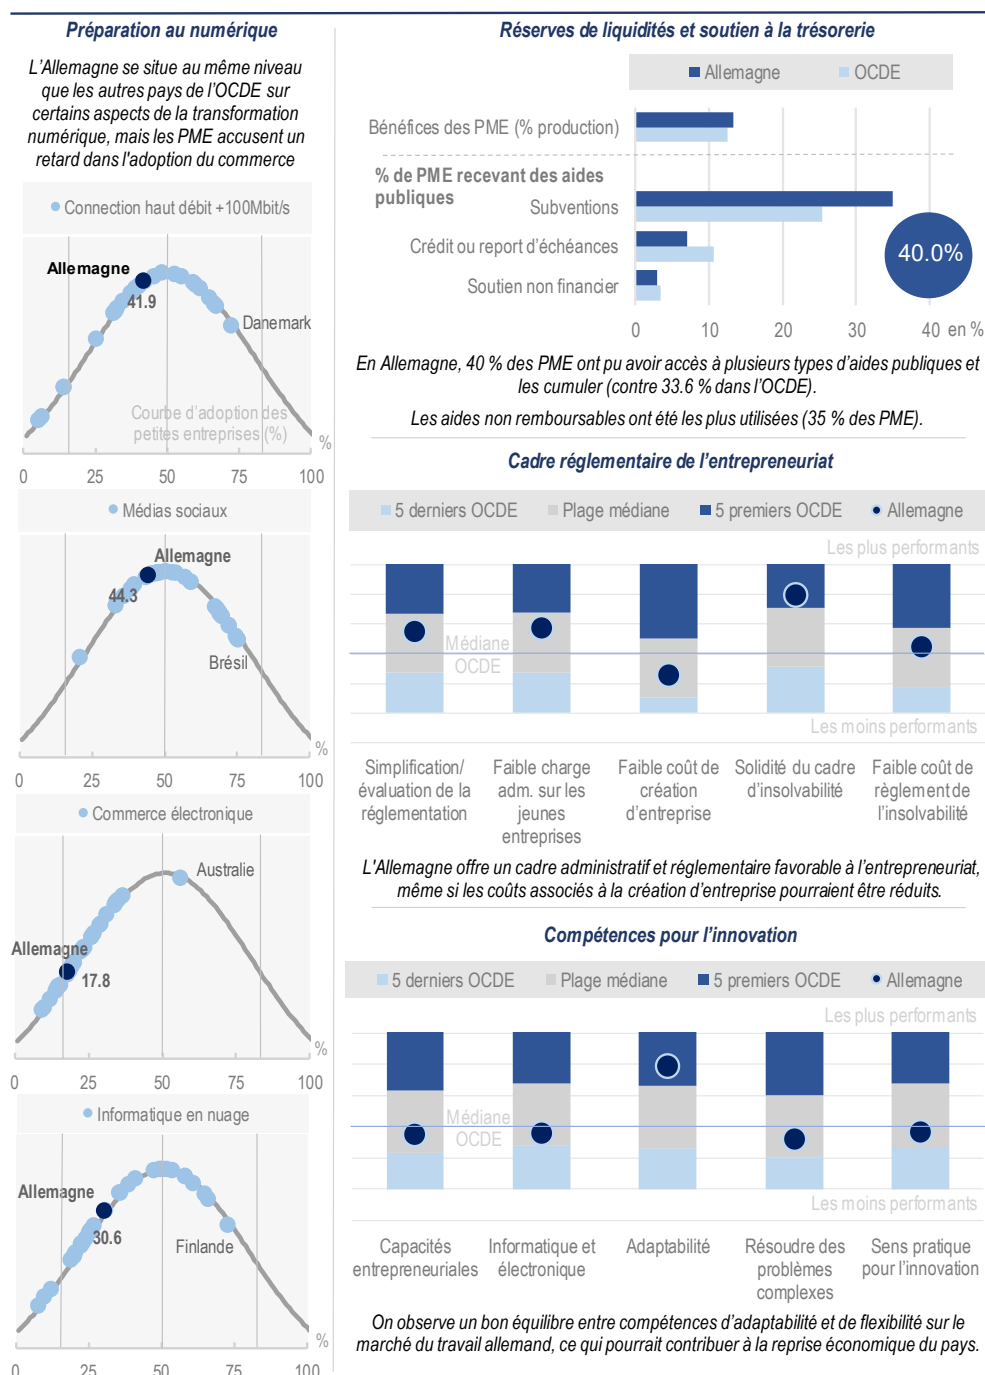 Préparation au numérique
L'Allemagne se situe au même niveau
que les autres pays de l'OCDE sur
certains aspects de la transformation
numérique, mais les PME accusent un
retard dans l'adoption du commerce
Connection haut débit +100Mbit/s
Allemagne
41.9
Danemark
Courbe d'adoption des
petites entreprises (%)
%
0 25 50 75 100
Médias sociaux
Allemagne
44.3
Brésil
%
0 25 50 75 100
Commerce électronique
Australie
Allemagne
17.8
%
0 25 50 75 100
Informatique en nuage
Allemagne
30.6
Finlande
%
0 25 50 75 100
Réserves de liquidités et soutien à la trésorerie
Allemagne OCDE
Bénéfices des PME (% production)
% de PME recevant des aides
publiques
Subventions
Crédit ou report d'échéances
40.0%
Soutien non financier
0 10 20 30 40 en %
En Allemagne, 40 % des PME ont pu avoir accès à plusieurs types d'aides publiques et
les cumuler (contre 33.6 % dans l'OCDE).
Les aides non remboursables ont été les plus utilisées (35 % des PME).
Cadre réglementaire de l'entrepreneuriat
5 derniers OCDE Plage médiane 5 premiers OCDE Allemagne
Les plus performants
Médiane
OCDE
Les moins performants
Simplification/
évaluation de la
réglementation
Faible charge
adm. sur les
jeunes
entreprises
Faible coût de
création
d'entreprise
Solidité du cadre
d'insolvabilité
Faible coût de
règlement de
l'insolvabilité
L'Allemagne offre un cadre administratif et réglementaire favorable à l'entrepreneuriat,
même si les coûts associés à la création d'entreprise pourraient être réduits.
Compétences pour l'innovation
5 derniers OCDE Plage médiane 5 premiers OCDE Allemagne
Les plus performants
Médiane
OCDE
Les moins performants
Capacités
entrepreneuriales
Informatique et
électronique
Adaptabilité
Résoudre des
problèmes
complexes
Sens pratique
pour l'innovation
On observe un bon équilibre entre compétences d'adaptabilité et de flexibilité sur le
marché du travail allemand, ce qui pourrait contribuer à la reprise économique du pays.